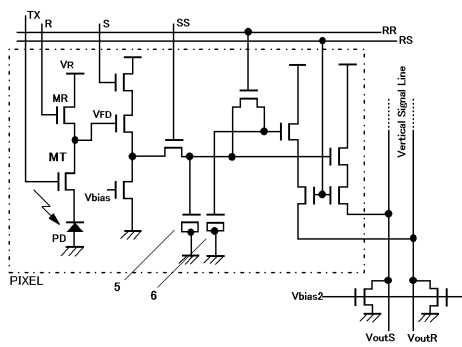 TX
R
S
SS
RR
RS
VR
MR
VFD
MT
Vbias
PD
5
6
PIXEL
Vertical Signal Line
Vbias2
VoutS
VoutR